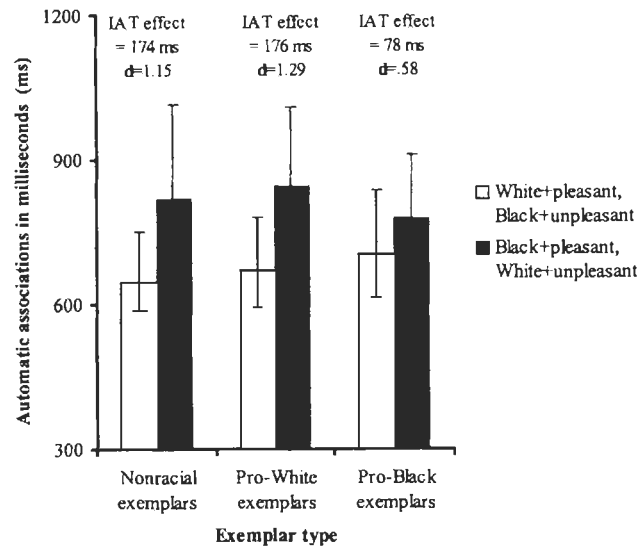 IAT effect
= 174 ms
d=1.15
IAT effect
= 176 ms
d=1.29
IAT effect
= 78 ms
d=.58
1200
900
600
300
Automatic associations in milliseconds (ms)
White+pleasant,
Black+unpleasant
Black+pleasant,
White+unpleasant
Nonracial
exemplars
Pro-White
exemplars
Pro-Black
exemplars
Exemplar type